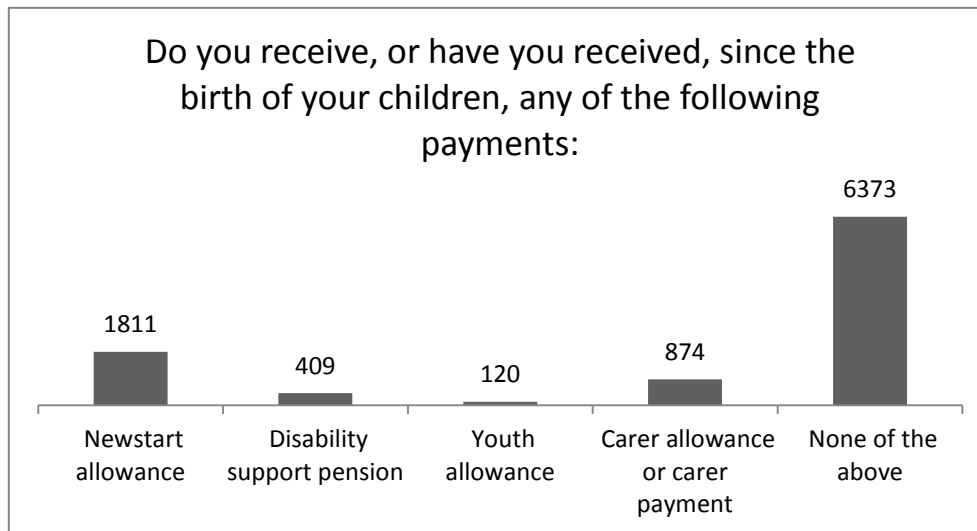 Do you receive, or have you received, since the
birth of your children, any of the following
payments:
6373
1811
409
120
874
Newstart
allowance
Disability
support pension
Youth
allowance
Carer allowance
or carer
payment
None of the
above